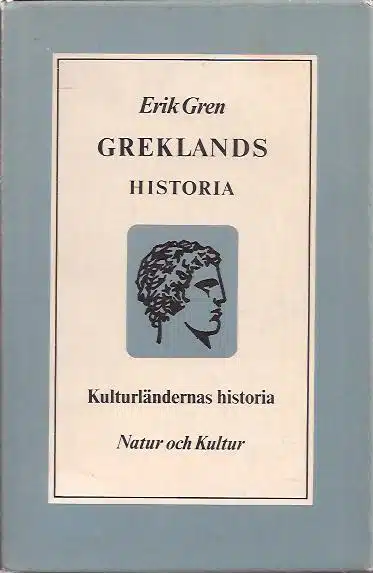 Erik Gren
GREKLANDS
HISTORIA
Kulturländernas historia
Natur och Kultur